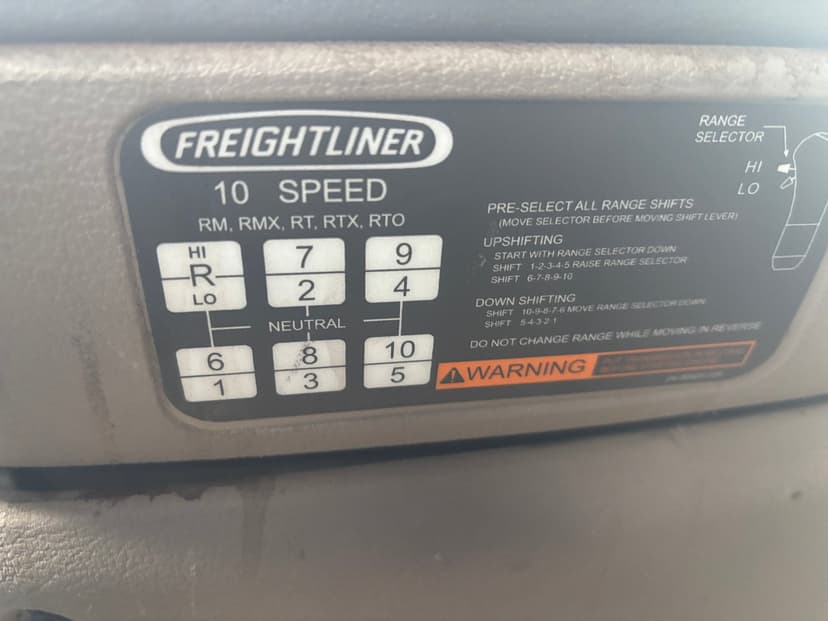 FREIGHTLINER
10 SPEED
RM, RMX, RT, RTX, RTO
HI 7 9
R
LO 2 4
NEUTRAL
6 8 10
1 3 5
RANGE
SELECTOR
HI
LO
PRE-SELECT ALL RANGE SHIFTS
(MOVE SELECTOR BEFORE MOVING SHIFT LEVER)
UPSHIFTING
START WITH RANGE SELECTOR DOWN
SHIFT 1-2-3-4-5 RAISE RANGE SELECTOR
SHIFT 6-7-8-9-10
DOWN SHIFTING
SHIFT 10-9-8-7-6 MOVE RANGE SELECTOR DOWN
SHIFT 5-4-3-2-1
DO NOT CHANGE RANGE WHILE MOVING IN REVERSE
WARNING